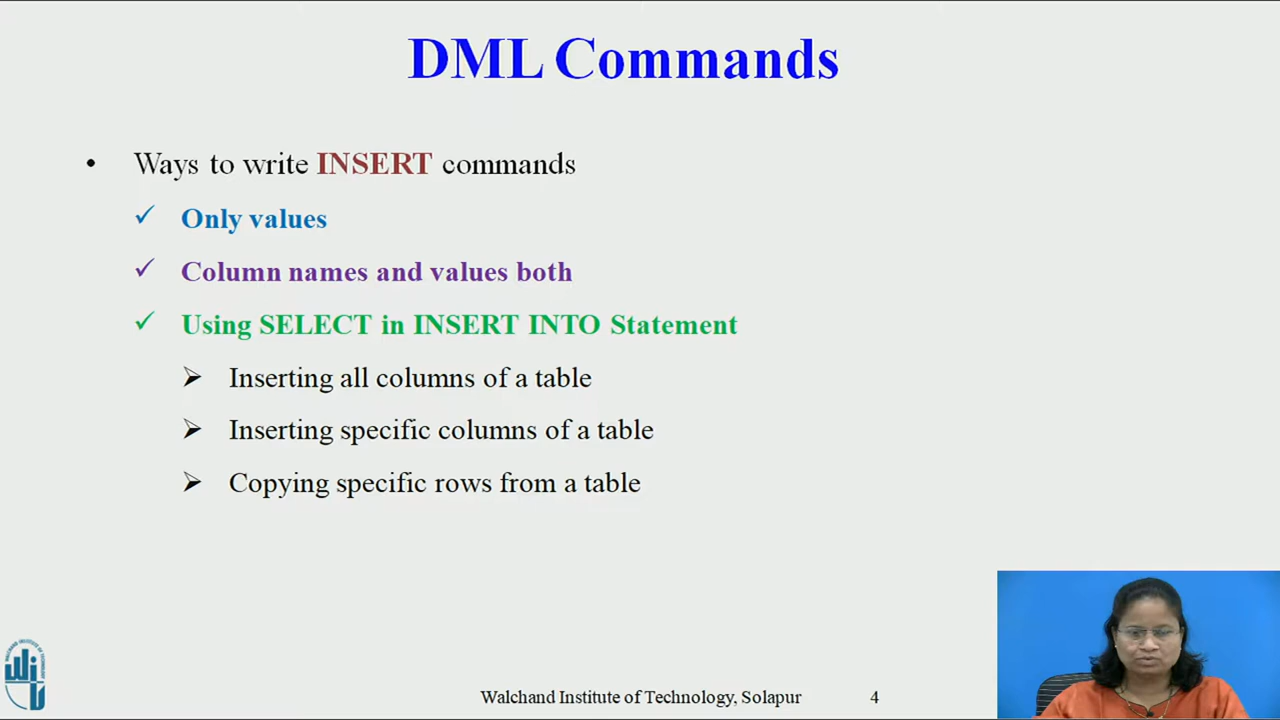 DML Commands
• Ways to write INSERT commands
✓ Only values
✓ Column names and values both
✓ Using SELECT in INSERT INTO Statement
➢ Inserting all columns of a table
➢ Inserting specific columns of a table
➢ Copying specific rows from a table
Walchand Institute of Technology, Solapur 4